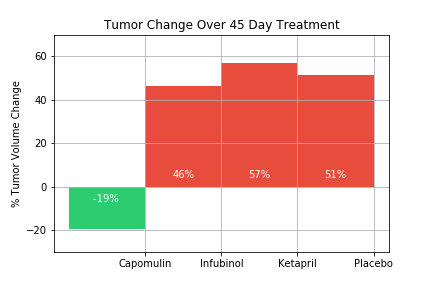 Tumor Change Over 45 Day Treatment
% Tumor Volume Change
60
40
20
0
−20
-19%
46%
57%
51%
Capomulin
Infubinol
Ketapril
Placebo